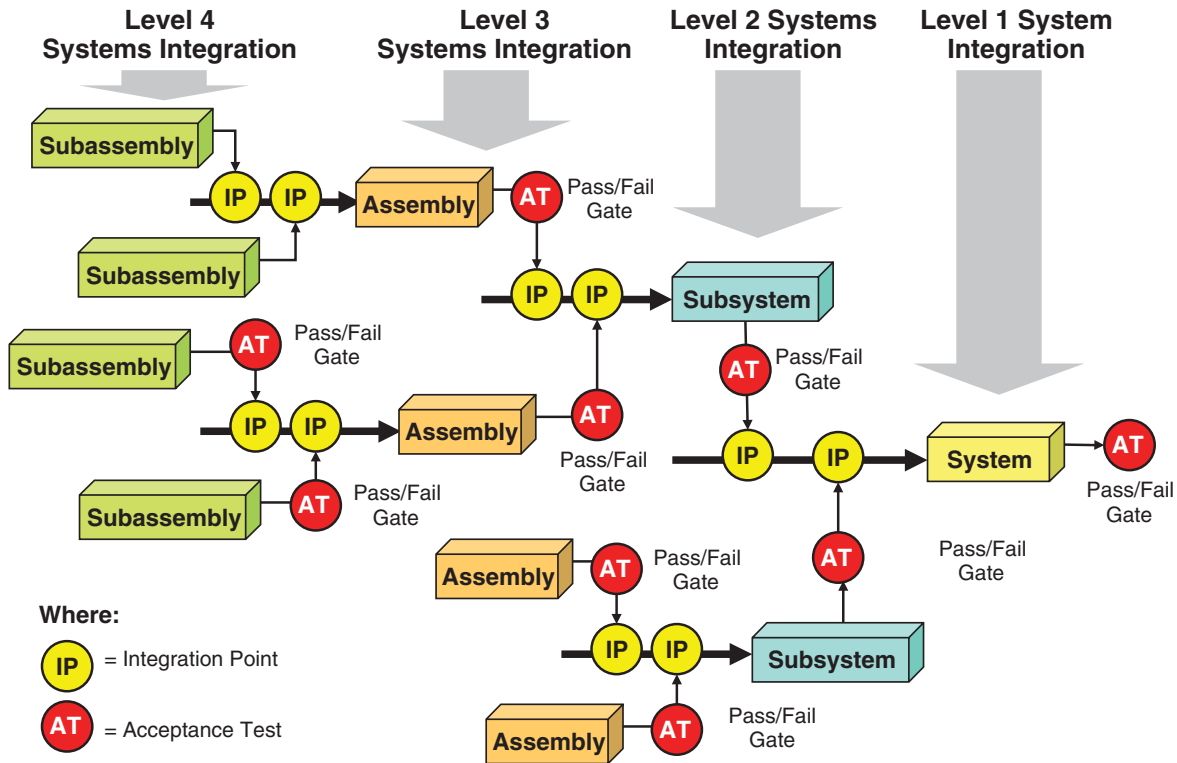 Level 4
Systems Integration
Level 3
Systems Integration
Level 2 Systems
Integration
Level 1 System
Integration
Subassembly
IP
IP
Assembly
AT
Pass/Fail
Gate
Subassembly
IP
IP
Subsystem
Subassembly
AT
Pass/Fail
Gate
AT
Pass/Fail
Gate
IP
IP
Assembly
AT
Pass/Fail
Gate
IP
IP
System
AT
Pass/Fail
Gate
Subassembly
AT
Pass/Fail
Gate
AT
Pass/Fail
Gate
Assembly
AT
Pass/Fail
Gate
IP
IP
Subsystem
Assembly
AT
Pass/Fail
Gate
Where:
IP = Integration Point
AT = Acceptance Test